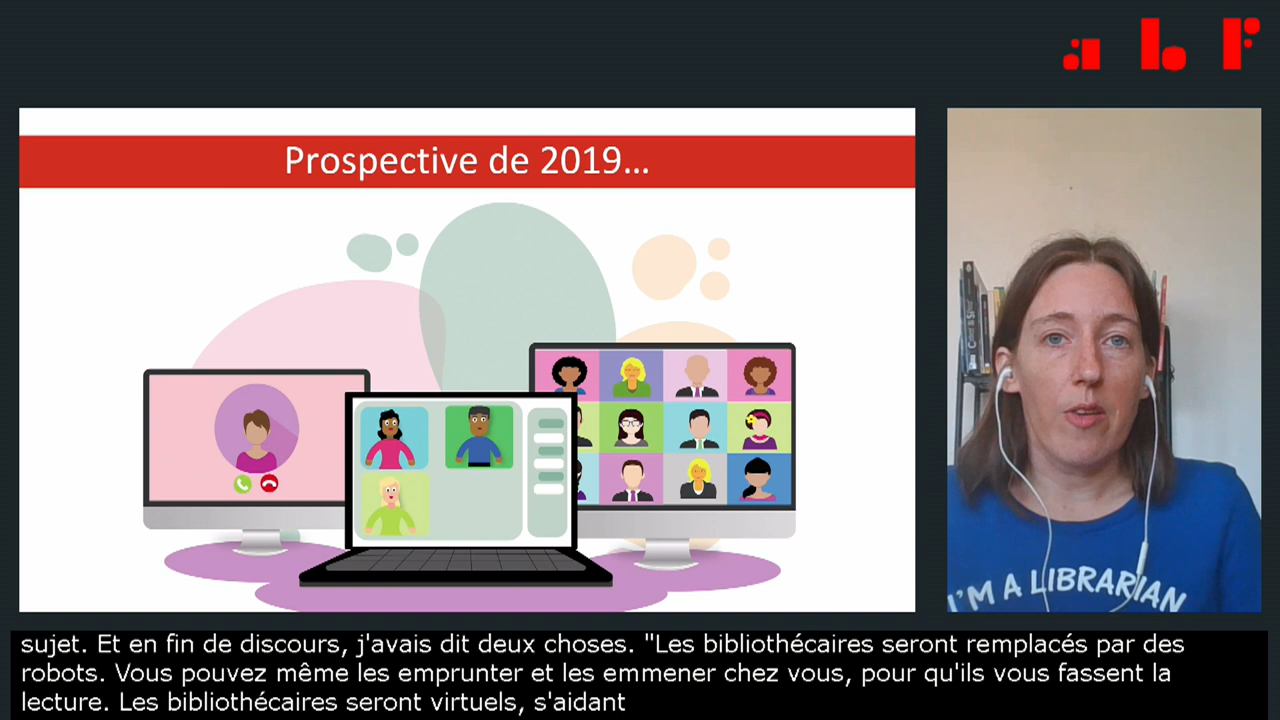 abf
Prospective de 2019...
I'M A LIBRARIAN
sujet. Et en fin de discours, j'avais dit deux choses. "Les bibliothécaires seront remplacés par des
robots. Vous pouvez même les emprunter et les emmener chez vous, pour qu'ils vous fassent la
lecture. Les bibliothécaires seront virtuels, s'aidant